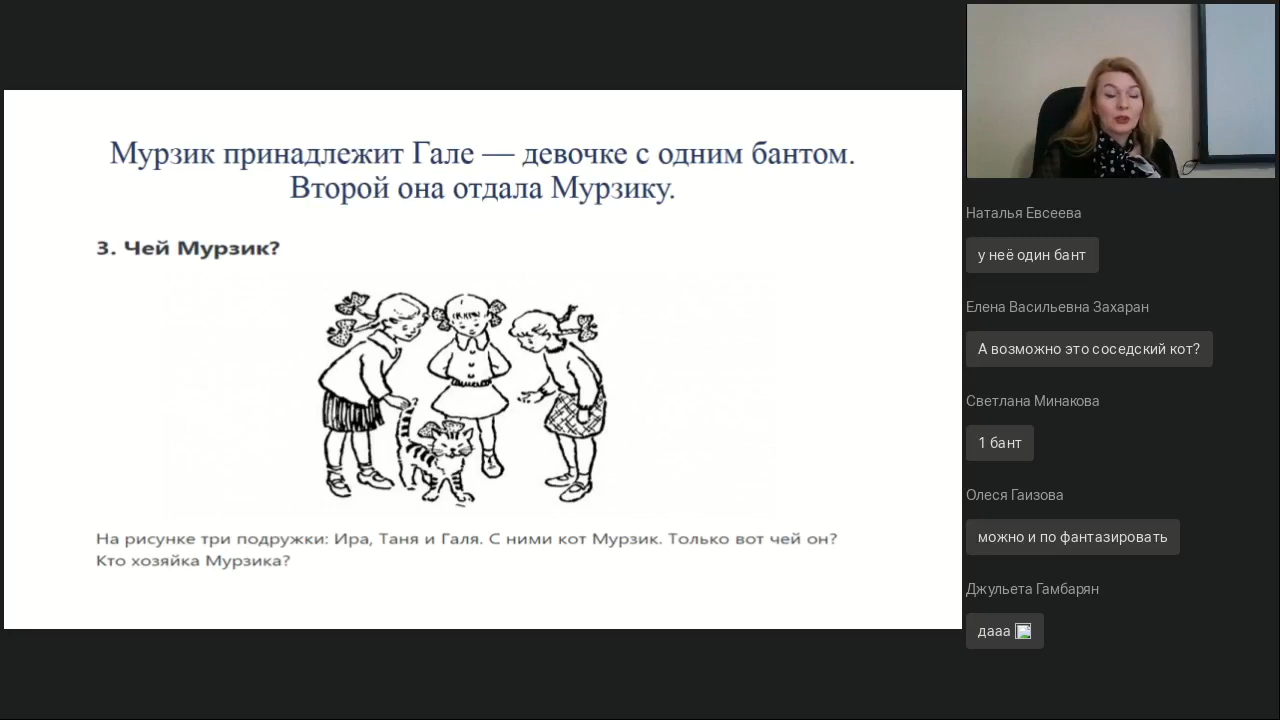 Мурзик принадлежит Гале — девочке с одним бантом.
Второй она отдала Мурзику.
3. Чей Мурзик?
На рисунке три подружки: Ира, Таня и Галя. С ними кот Мурзик. Только вот чей он?
Кто хозяйка Мурзика?
Наталья Евсеева
у неё один бант
Елена Васильевна Захаран
А возможно это соседский кот?
Светлана Минакова
1 бант
Олеся Гаизова
можно и по фантазировать
Джульета Гамбарян
дааа